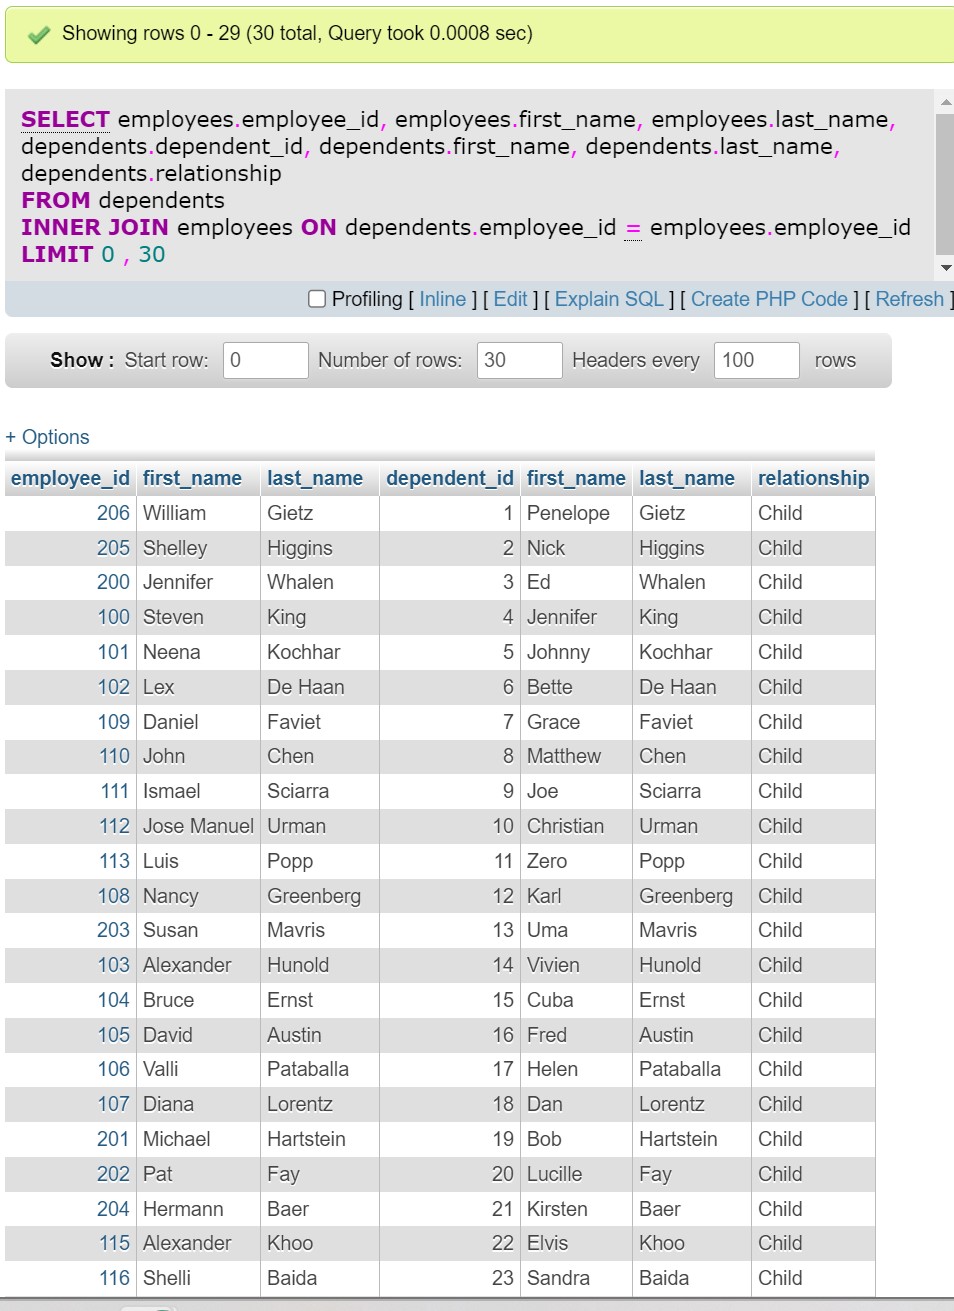 Showing rows 0 - 29 (30 total, Query took 0.0008 sec)
SELECT employees.employee_id, employees.first_name, employees.last_name,
dependents.dependent_id, dependents.first_name, dependents.last_name,
dependents.relationship
FROM dependents
INNER JOIN employees ON dependents.employee_id = employees.employee_id
LIMIT 0 , 30
Profiling [ Inline ] [ Edit ] [ Explain SQL ] [ Create PHP Code ] [ Refresh ]
Show : Start row: 0 Number of rows: 30 Headers every 100 rows
+ Options
employee_id first_name last_name dependent_id first_name last_name relationship
206 William Gietz 1 Penelope Gietz Child
205 Shelley Higgins 2 Nick Higgins Child
200 Jennifer Whalen 3 Ed Whalen Child
100 Steven King 4 Jennifer King Child
101 Neena Kochhar 5 Johnny Kochhar Child
102 Lex De Haan 6 Bette De Haan Child
109 Daniel Faviet 7 Grace Faviet Child
110 John Chen 8 Matthew Chen Child
111 Ismael Sciarra 9 Joe Sciarra Child
112 Jose Manuel Urman 10 Christian Urman Child
113 Luis Popp 11 Zero Popp Child
108 Nancy Greenberg 12 Karl Greenberg Child
203 Susan Mavris 13 Uma Mavris Child
103 Alexander Hunold 14 Vivien Hunold Child
104 Bruce Ernst 15 Cuba Ernst Child
105 David Austin 16 Fred Austin Child
106 Valli Pataballa 17 Helen Pataballa Child
107 Diana Lorentz 18 Dan Lorentz Child
201 Michael Hartstein 19 Bob Hartstein Child
202 Pat Fay 20 Lucille Fay Child
204 Hermann Baer 21 Kirsten Baer Child
115 Alexander Khoo 22 Elvis Khoo Child
116 Shelli Baida 23 Sandra Baida Child